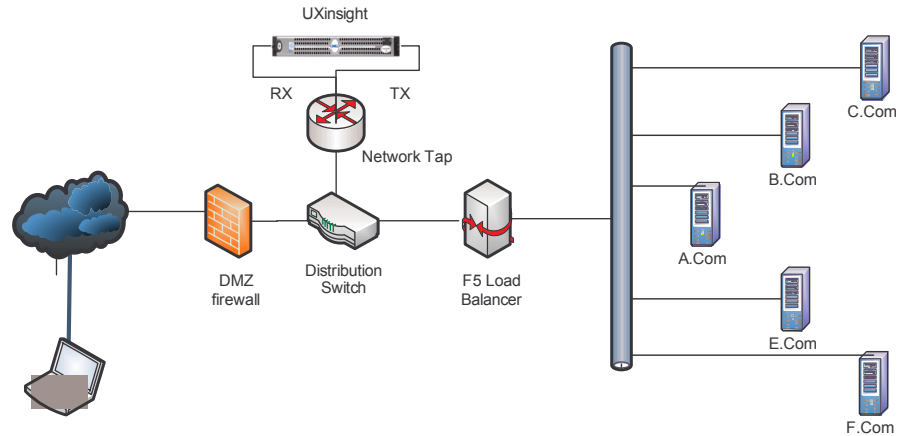 UXinsight
RX
TX
Network Tap
C.Com
B.Com
A.Com
DMZ
firewall
Distribution
Switch
F5 Load
Balancer
E.Com
F.Com